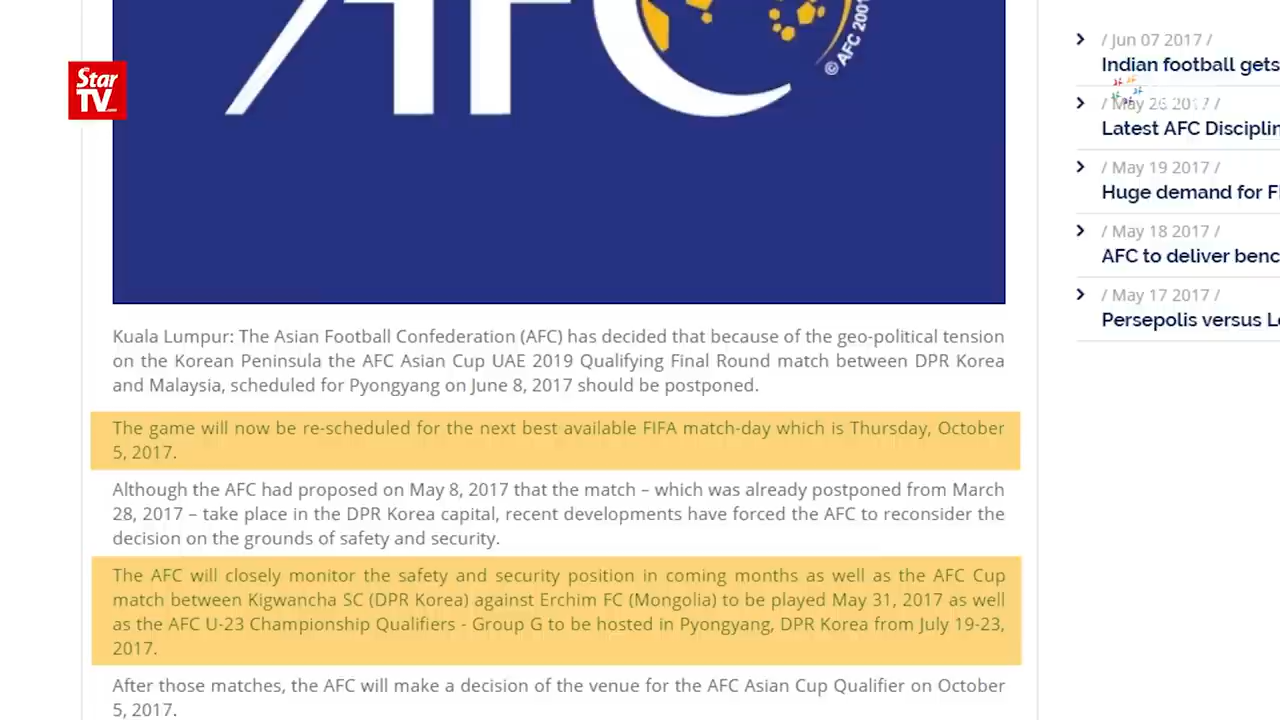 AFC
© AFC 2001
Star
TV
Kuala Lumpur: The Asian Football Confederation (AFC) has decided that because of the geo-political tension
on the Korean Peninsula the AFC Asian Cup UAE 2019 Qualifying Final Round match between DPR Korea
and Malaysia, scheduled for Pyongyang on June 8, 2017 should be postponed.
The game will now be re-scheduled for the next best available FIFA match-day which is Thursday, October
5, 2017.
Although the AFC had proposed on May 8, 2017 that the match – which was already postponed from March
28, 2017 – take place in the DPR Korea capital, recent developments have forced the AFC to reconsider the
decision on the grounds of safety and security.
The AFC will closely monitor the safety and security position in coming months as well as the AFC Cup
match between Kigwancha SC (DPR Korea) against Erchim FC (Mongolia) to be played May 31, 2017 as well
as the AFC U-23 Championship Qualifiers - Group G to be hosted in Pyongyang, DPR Korea from July 19-23,
2017.
After those matches, the AFC will make a decision of the venue for the AFC Asian Cup Qualifier on October
5, 2017.
/ Jun 07 2017 /
Indian football gets
/ May 26 2017 /
Latest AFC Disciplin
/ May 19 2017 /
Huge demand for F
/ May 18 2017 /
AFC to deliver benc
/ May 17 2017 /
Persepolis versus L